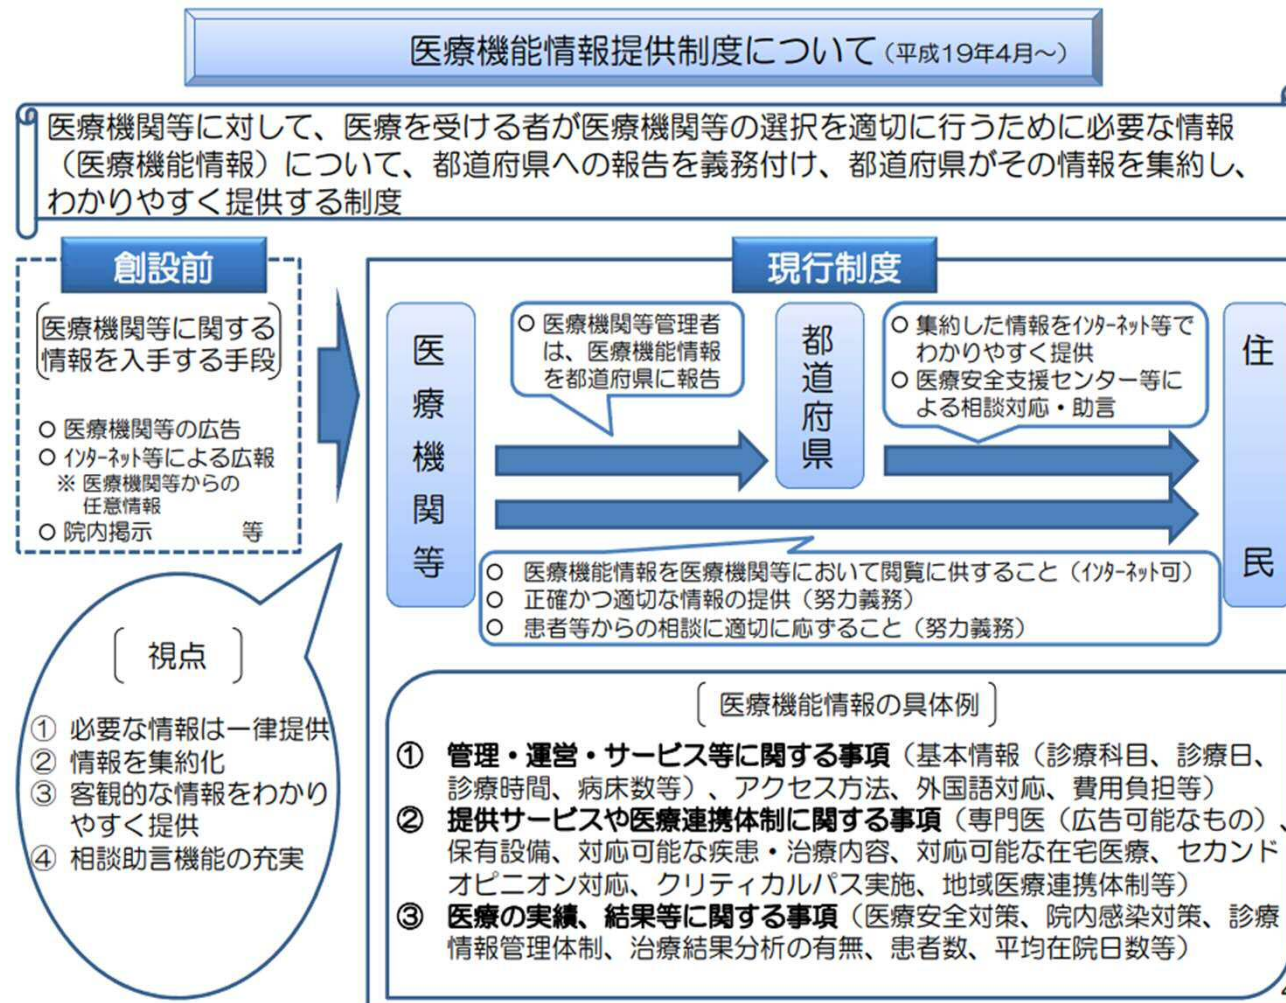 医療機能情報提供制度について（平成19年4月～）
医療機関等に対して、医療を受ける者が医療機関等の選択を適切に行うために必要な情報
（医療機能情報）について、都道府県への報告を義務付け、都道府県がその情報を集約し、
わかりやすく提供する制度
創設前
医療機関等に関する
情報を入手する手段
○ 医療機関等の広告
○ ｲﾝﾀｰﾈｯﾄ等による広報
※ 医療機関等からの
任意情報
○ 院内掲示　　　　等
〔 視点 〕
① 必要な情報は一律提供
② 情報を集約化
③ 客観的な情報をわかり
やすく提供
④ 相談助言機能の充実
現行制度
医療機関等
○ 医療機関等管理者
は、医療機能情報
を都道府県に報告
都道府県
○ 集約した情報をｲﾝﾀｰﾈｯﾄ等で
わかりやすく提供
○ 医療安全支援センター等に
よる相談対応・助言
住民
○ 医療機能情報を医療機関等において閲覧に供すること（ｲﾝﾀｰﾈｯﾄ可）
○ 正確かつ適切な情報の提供（努力義務）
○ 患者等からの相談に適切に応ずること（努力義務）
〔 医療機能情報の具体例 〕
① 管理・運営・サービス等に関する事項（基本情報（診療科目、診療日、
診療時間、病床数等）、アクセス方法、外国語対応、費用負担等）
② 提供サービスや医療連携体制に関する事項（専門医（広告可能なもの）、
保有設備、対応可能な疾患・治療内容、対応可能な在宅医療、セカンド
オピニオン対応、クリティカルパス実施、地域医療連携体制等）
③ 医療の実績、結果等に関する事項（医療安全対策、院内感染対策、診療
情報管理体制、治療結果分析の有無、患者数、平均在院日数等）